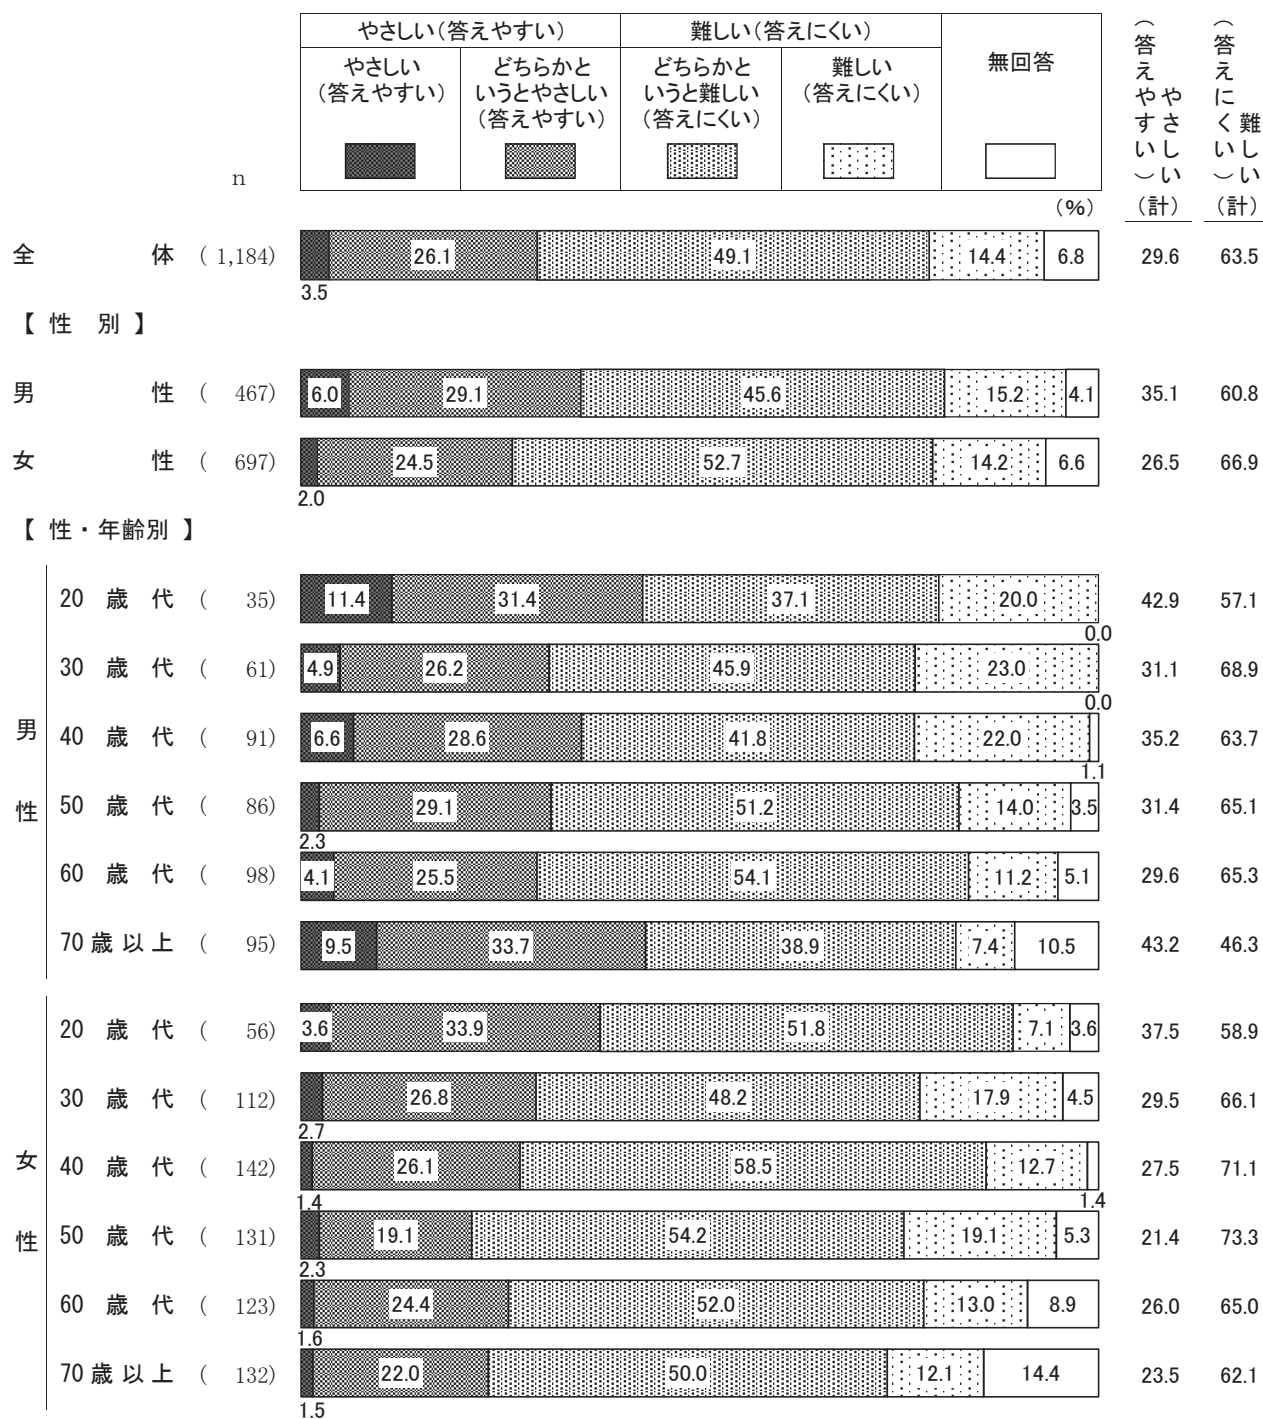 やさしい（答えやすい） 難しい（答えにくい） 無回答
やさしい（答えやすい）
どちらかというとやさしい（答えやすい）
どちらかというと難しい（答えにくい）
難しい（答えにくい）
やさしい（答えやすい）（計）
難しい（答えにくい）（計）
n
（%）
全体 （ 1,184） 3.5 26.1 49.1 14.4 6.8 29.6 63.5
【 性 別 】
男性 （ 467） 6.0 29.1 45.6 15.2 4.1 35.1 60.8
女性 （ 697） 2.0 24.5 52.7 14.2 6.6 26.5 66.9
【 性・年齢別 】
男性
20 歳 代 （ 35） 11.4 31.4 37.1 20.0 0.0 42.9 57.1
30 歳 代 （ 61） 4.9 26.2 45.9 23.0 0.0 31.1 68.9
40 歳 代 （ 91） 6.6 28.6 41.8 22.0 1.1 35.2 63.7
50 歳 代 （ 86） 2.3 29.1 51.2 14.0 3.5 31.4 65.1
60 歳 代 （ 98） 4.1 25.5 54.1 11.2 5.1 29.6 65.3
70 歳 以 上 （ 95） 9.5 33.7 38.9 7.4 10.5 43.2 46.3
女性
20 歳 代 （ 56） 3.6 33.9 51.8 7.1 3.6 37.5 58.9
30 歳 代 （ 112） 2.7 26.8 48.2 17.9 4.5 29.5 66.1
40 歳 代 （ 142） 1.4 26.1 58.5 12.7 1.4 27.5 71.1
50 歳 代 （ 131） 2.3 19.1 54.2 19.1 5.3 21.4 73.3
60 歳 代 （ 123） 1.6 24.4 52.0 13.0 8.9 26.0 65.0
70 歳 以 上 （ 132） 1.5 22.0 50.0 12.1 14.4 23.5 62.1